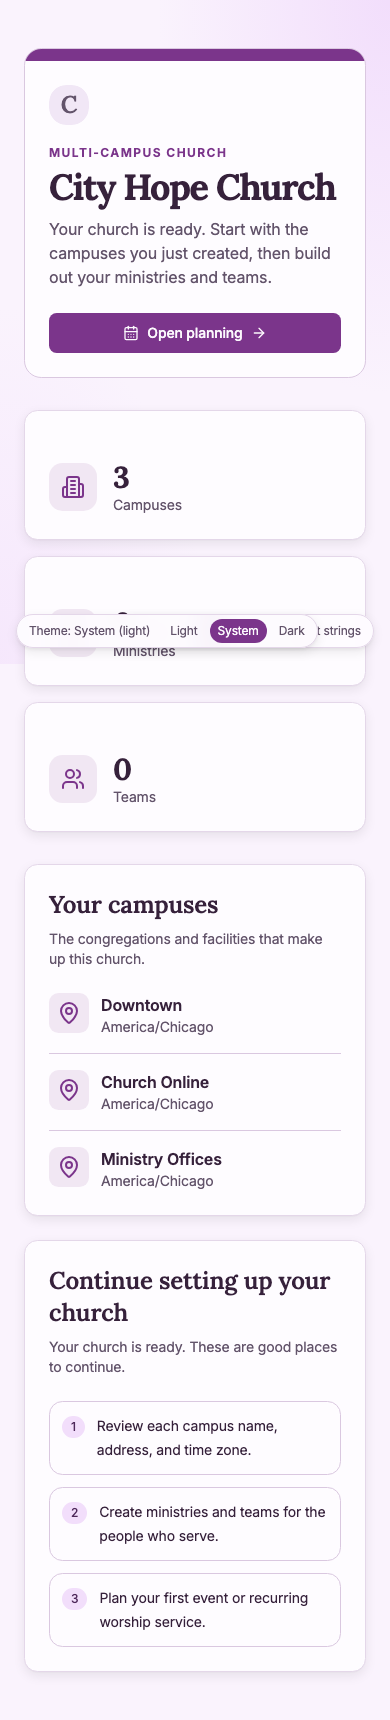 C
MULTI-CAMPUS CHURCH
City Hope Church
Your church is ready. Start with the
campuses you just created, then build
out your ministries and teams.
Open planning
3
Campuses
Theme: System (light) Light System Dark t strings
Ministries
0
Teams
Your campuses
The congregations and facilities that make
up this church.
Downtown
America/Chicago
Church Online
America/Chicago
Ministry Offices
America/Chicago
Continue setting up your
church
Your church is ready. These are good places
to continue.
1 Review each campus name,
address, and time zone.
2 Create ministries and teams for the
people who serve.
3 Plan your first event or recurring
worship service.